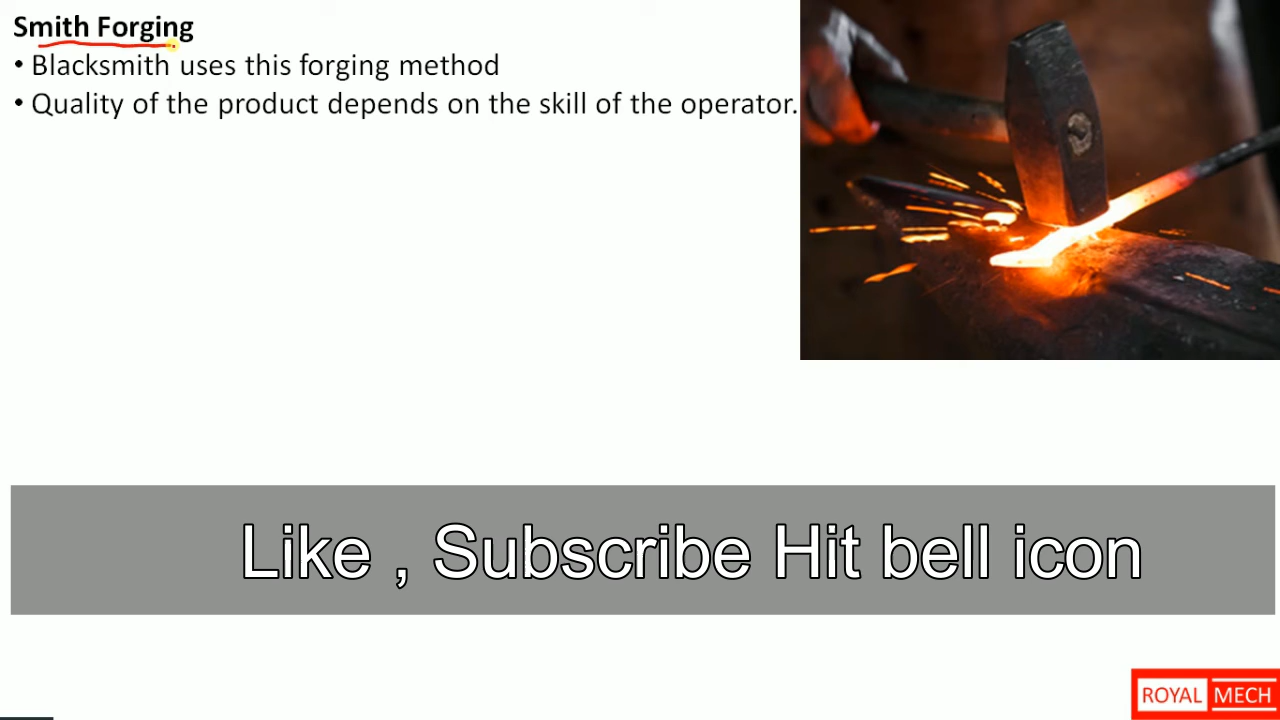 Smith Forging
• Blacksmith uses this forging method
• Quality of the product depends on the skill of the operator.
Like , Subscribe Hit bell icon
ROYAL MECH